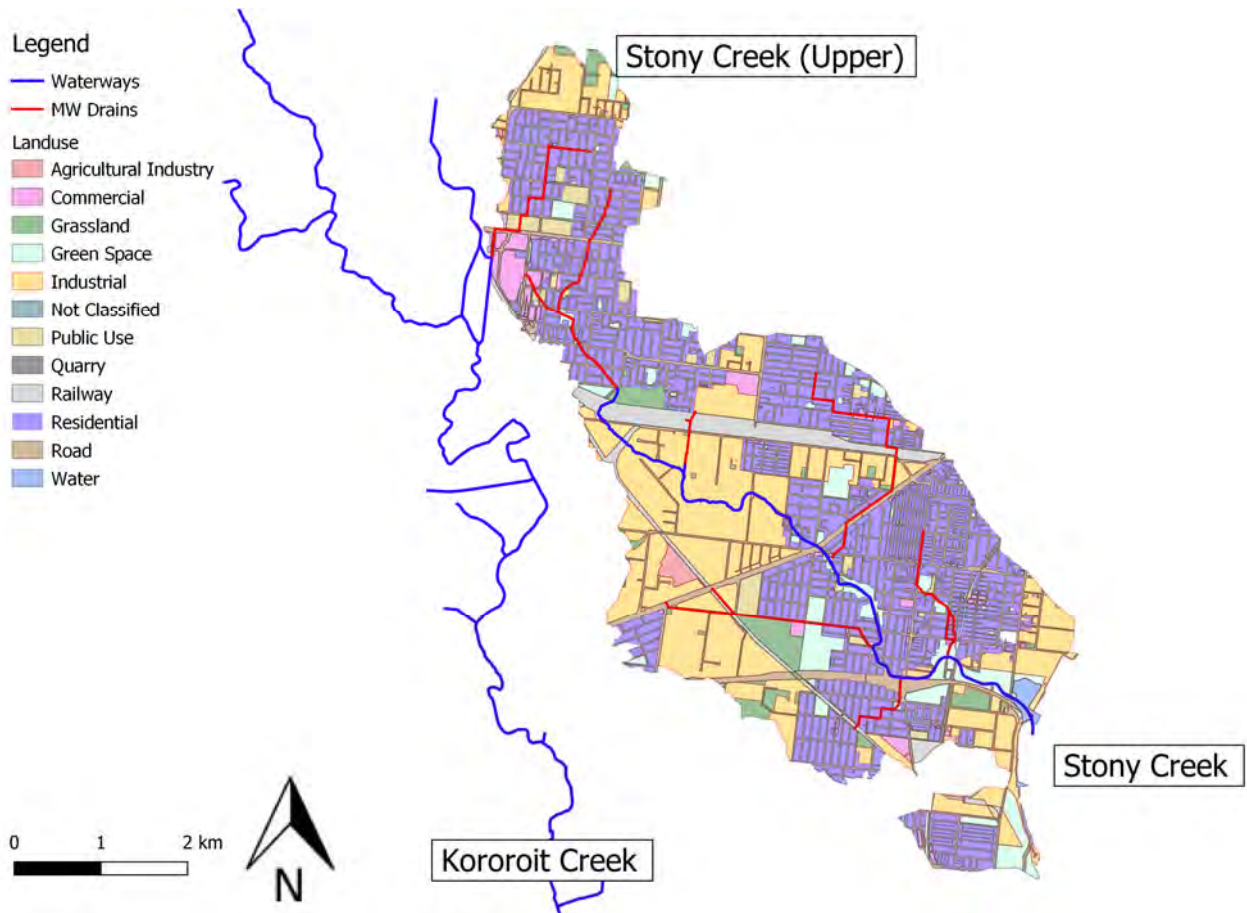 Legend
Waterways
MW Drains
Landuse
Agricultural Industry
Commercial
Grassland
Green Space
Industrial
Not Classified
Public Use
Quarry
Railway
Residential
Road
Water
Stony Creek (Upper)
Stony Creek
Kororoit Creek
0 1 2 km
N